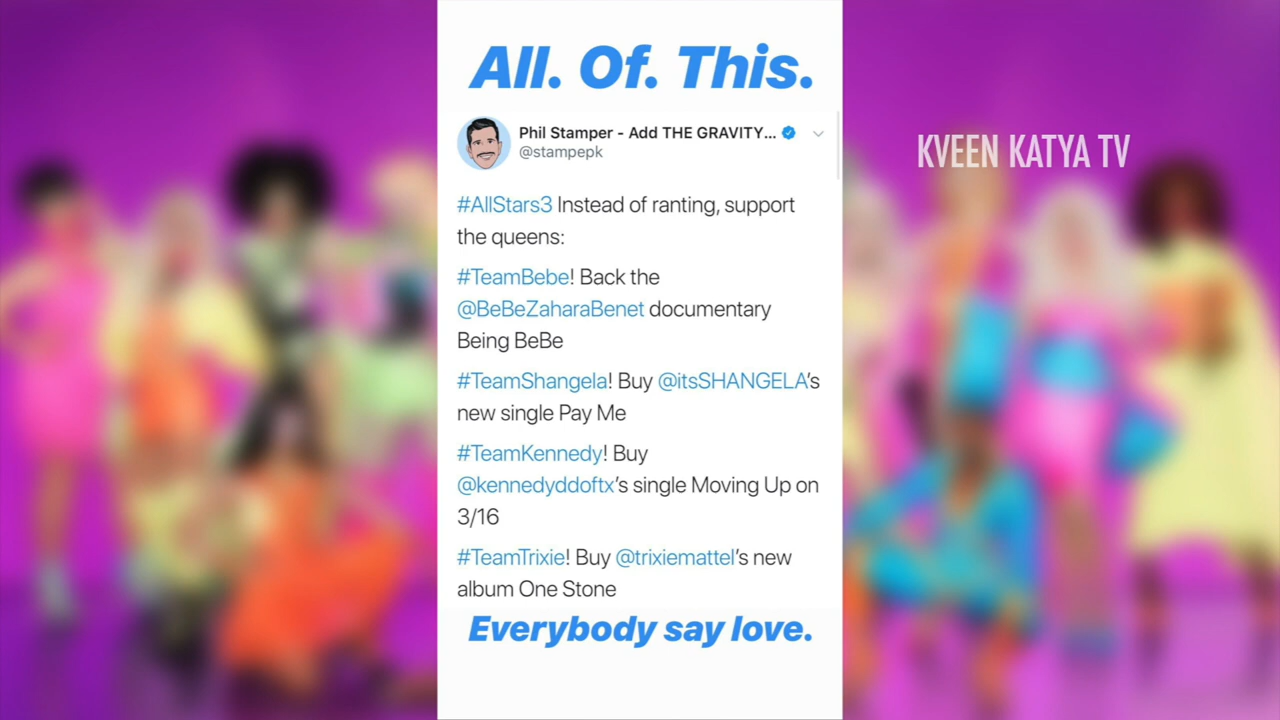 All. Of. This.
Phil Stamper - Add THE GRAVITY...
@stampepk
KVEEN KATYA TV
#AllStars3 Instead of ranting, support
the queens:
#TeamBebe! Back the
@BeBeZaharaBenet documentary
Being BeBe
#TeamShangela! Buy @itsSHANGELA's
new single Pay Me
#TeamKennedy! Buy
@kennedyddoftx's single Moving Up on
3/16
#TeamTrixie! Buy @trixiemattel's new
album One Stone
Everybody say love.